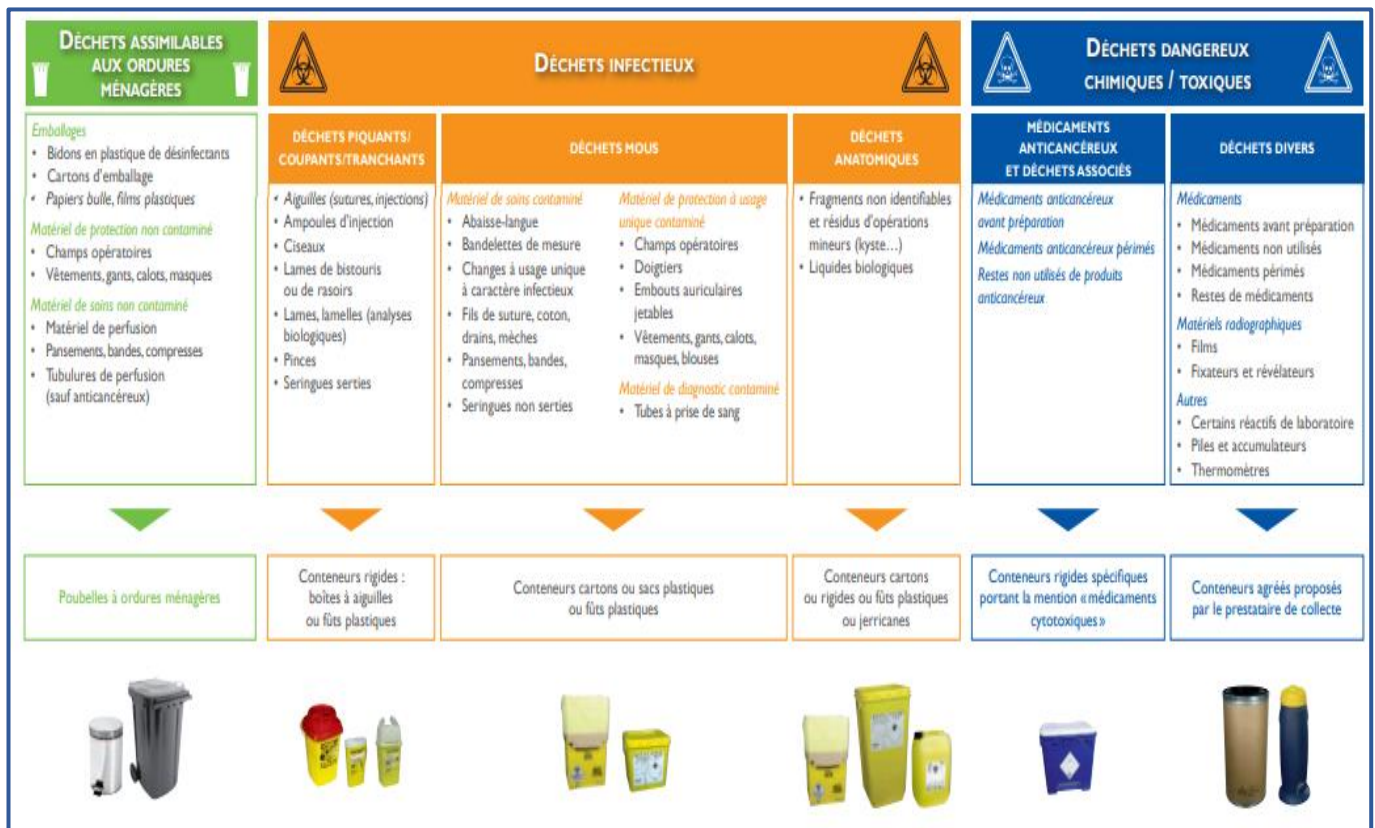 DÉCHETS ASSIMILABLES
AUX ORDURES
MÉNAGÈRES
Emballages
• Bidons en plastique de désinfectants
• Cartons d'emballage
• Papiers bulle, films plastiques
Matériel de protection non contaminé
• Champs opératoires
• Vêtements, gants, calots, masques
Matériel de soins non contaminé
• Matériel de perfusion
• Pansements, bandes, compresses
• Tubulures de perfusion
(sauf anticancéreux)
Poubelles à ordures ménagères
DÉCHETS INFECTIEUX
DÉCHETS PIQUANTS/
COUPANTS/TRANCHANTS
• Aiguilles (sutures, injections)
• Ampoules d'injection
• Ciseaux
• Lames de bistouris
ou de rasoirs
• Lames, lamelles (analyses
biologiques)
• Pinces
• Seringues serties
Conteneurs rigides :
boîtes à aiguilles
ou fûts plastiques
DÉCHETS MOUS
Matériel de soins contaminé
• Abaisse-langue
• Bandelettes de mesure
• Changes à usage unique
à caractère infectieux
• Fils de suture, coton,
drains, mèches
• Pansements, bandes,
compresses
• Seringues non serties
Matériel de protection à usage
unique contaminé
• Champs opératoires
• Doigtiers
• Embouts auriculaires
jetables
• Vêtements, gants, calots,
masques, blouses
Matériel de diagnostic contaminé
• Tubes à prise de sang
Conteneurs cartons ou sacs plastiques
ou fûts plastiques
DÉCHETS
ANATOMIQUES
• Fragments non identifiables
et résidus d'opérations
mineurs (kyste...)
• Liquides biologiques
Conteneurs cartons
ou rigides ou fûts plastiques
ou jerricanes
DÉCHETS DANGEREUX
CHIMIQUES / TOXIQUES
MÉDICAMENTS
ANTICANCÉREUX
ET DÉCHETS ASSOCIÉS
Médicaments anticancéreux
avant préparation
Médicaments anticancéreux périmés
Restes non utilisés de produits
anticancéreux
Conteneurs rigides spécifiques
portant la mention « médicaments
cytotoxiques »
DÉCHETS DIVERS
Médicaments
• Médicaments avant préparation
• Médicaments non utilisés
• Médicaments périmés
• Restes de médicaments
Matériels radiographiques
• Films
• Fixateurs et révélateurs
Autres
• Certains réactifs de laboratoire
• Piles et accumulateurs
• Thermomètres
Conteneurs agréés proposés
par le prestataire de collecte